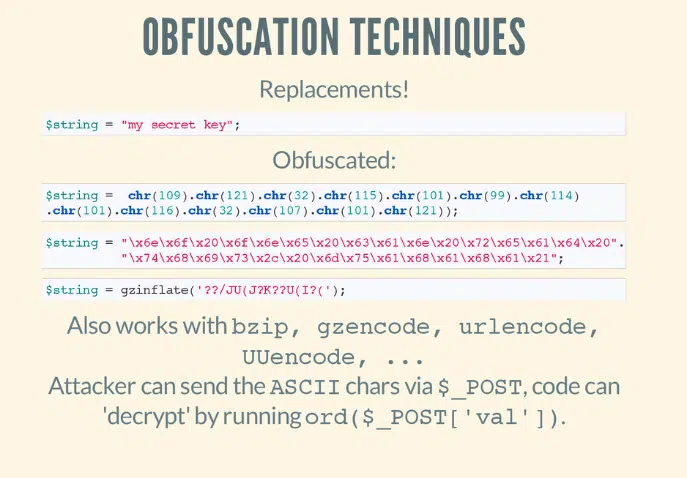 OBFUSCATION TECHNIQUES
Replacements!
$string = "my secret key";
Obfuscated:
$string =  chr(109).chr(121).chr(32).chr(115).chr(101).chr(99).chr(114)
.chr(101).chr(116).chr(32).chr(107).chr(101).chr(121));
$string = "\x6e\x6f\x20\x6f\x6e\x65\x20\x63\x61\x6e\x20\x72\x65\x61\x64\x20".
"\x74\x68\x69\x73\x2c\x20\x6d\x75\x61\x68\x61\x68\x61\x21";
$string = gzinflate('??/JU(J?K??U(I?(');
Also works with bzip, gzencode, urlencode,
UUencode, ...
Attacker can send the ASCII chars via $_POST, code can
'decrypt' by running ord($_POST['val']).